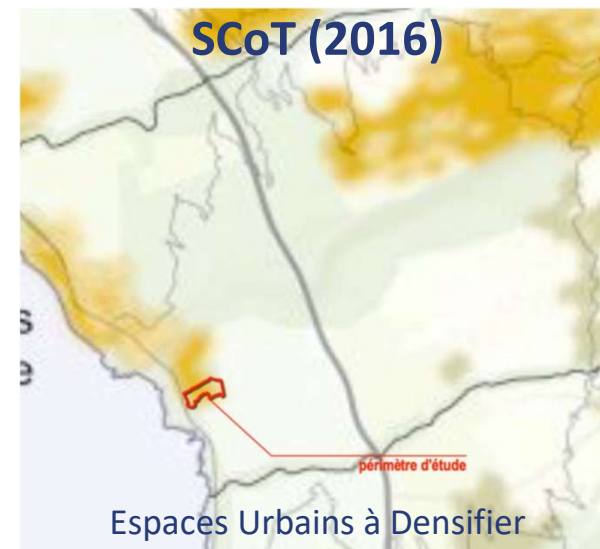 SCoT (2016)
s
e
périmètre d'étude
Espaces Urbains à Densifier